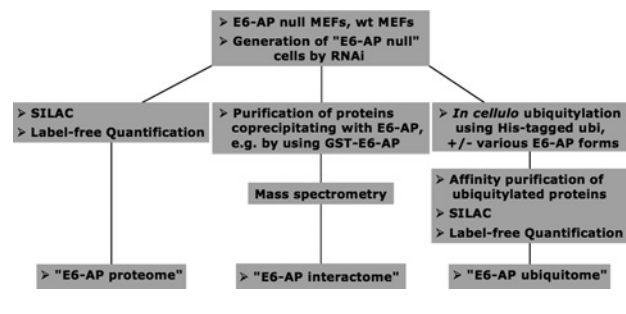 ➢ E6-AP null MEFs, wt MEFs
➢ Generation of "E6-AP null"
cells by RNAi
➢ SILAC
➢ Label-free Quantification
➢ Purification of proteins
coprecipitating with E6-AP,
e.g. by using GST-E6-AP
➢ In cellulo ubiquitylation
using His-tagged ubi,
+/- various E6-AP forms
Mass spectrometry
➢ Affinity purification of
ubiquitylated proteins
➢ SILAC
➢ Label-free Quantification
➢ "E6-AP proteome"
➢ "E6-AP interactome"
➢ "E6-AP ubiquitome"